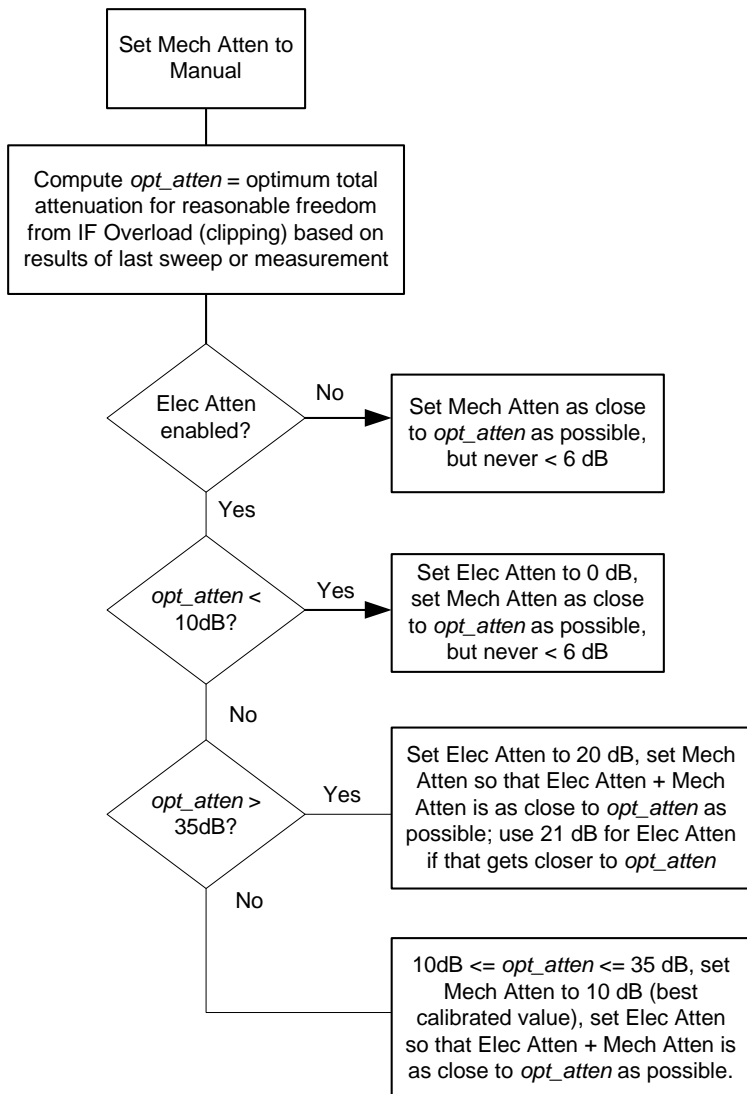 Set Mech Atten to
Manual
Compute opt_atten = optimum total
attenuation for reasonable freedom
from IF Overload (clipping) based on
results of last sweep or measurement
Elec Atten
enabled?
No
Set Mech Atten as close
to opt_atten as possible,
but never < 6 dB
Yes
opt_atten <
10dB?
Yes
Set Elec Atten to 0 dB,
set Mech Atten as close
to opt_atten as possible,
but never < 6 dB
No
opt_atten >
35dB?
Yes
Set Elec Atten to 20 dB, set Mech
Atten so that Elec Atten + Mech
Atten is as close to opt_atten as
possible; use 21 dB for Elec Atten
if that gets closer to opt_atten
No
10dB <= opt_atten <= 35 dB, set
Mech Atten to 10 dB (best
calibrated value), set Elec Atten
so that Elec Atten + Mech Atten is
as close to opt_atten as possible.